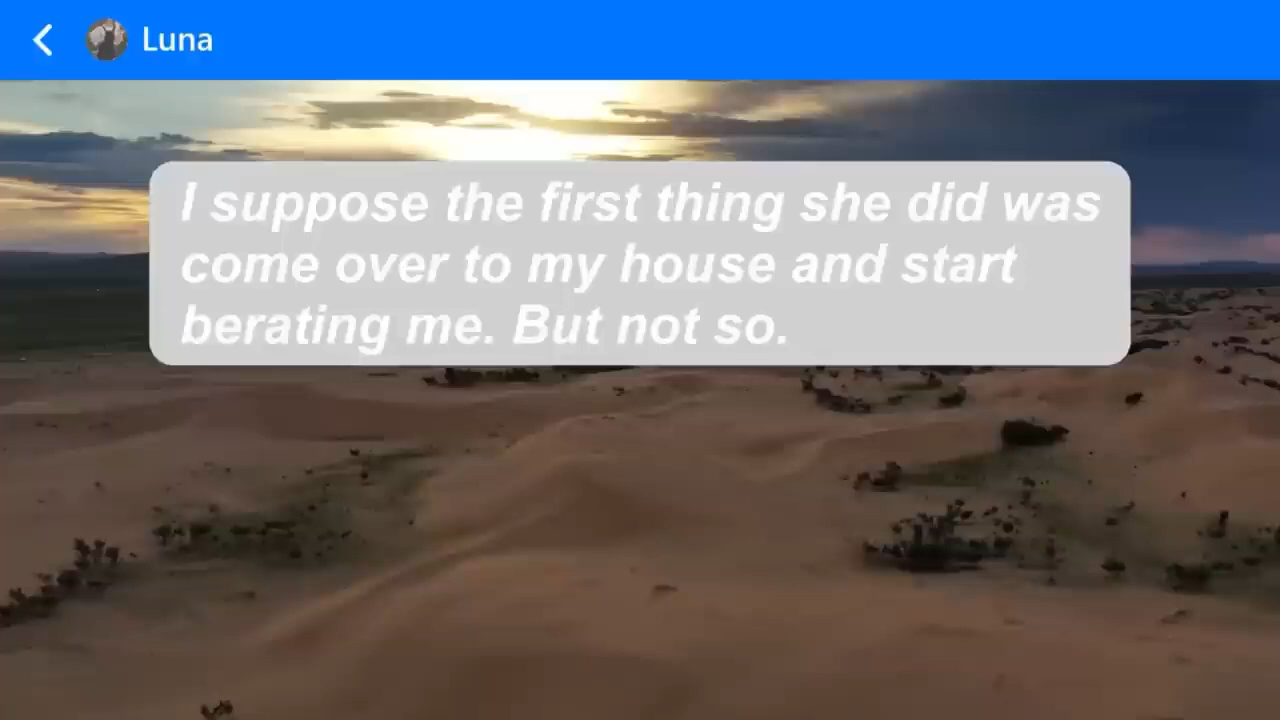 Luna
I suppose the first thing she did was
come over to my house and start
berating me. But not so.